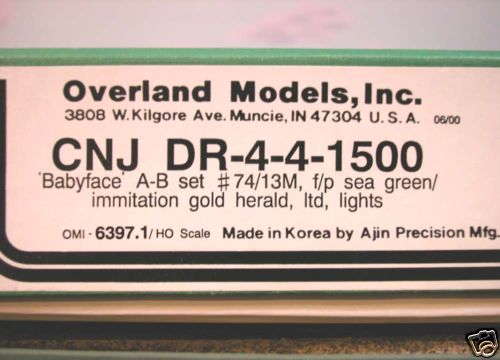 Overland Models, Inc.
3808 W. Kilgore Ave. Muncie, IN 47304 U.S.A. 06/00
CNJ DR-4-4-1500
'Babyface' A-B set #74/13M, f/p sea green/
immitation gold herald, ltd, lights
OMI - 6397.1/ HO Scale Made in Korea by Ajin Precision Mfg.